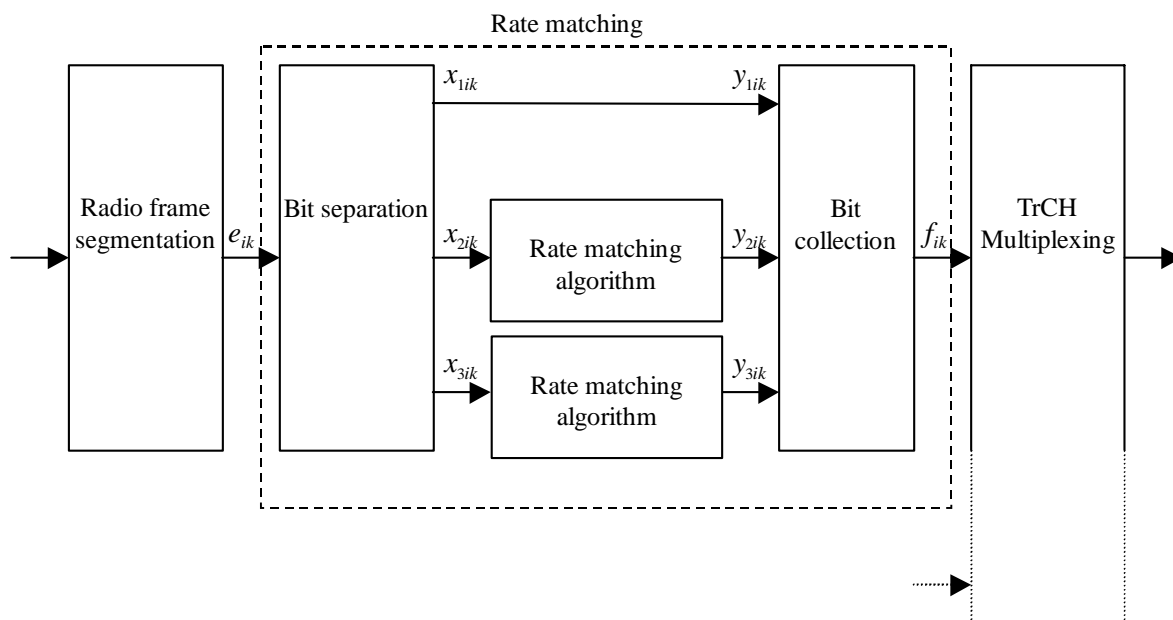 Rate matching
x1ik
y1ik
Radio frame
segmentation
eik
Bit separation
x2ik
Rate matching
algorithm
y2ik
Bit
collection
fik
TrCH
Multiplexing
x3ik
Rate matching
algorithm
y3ik